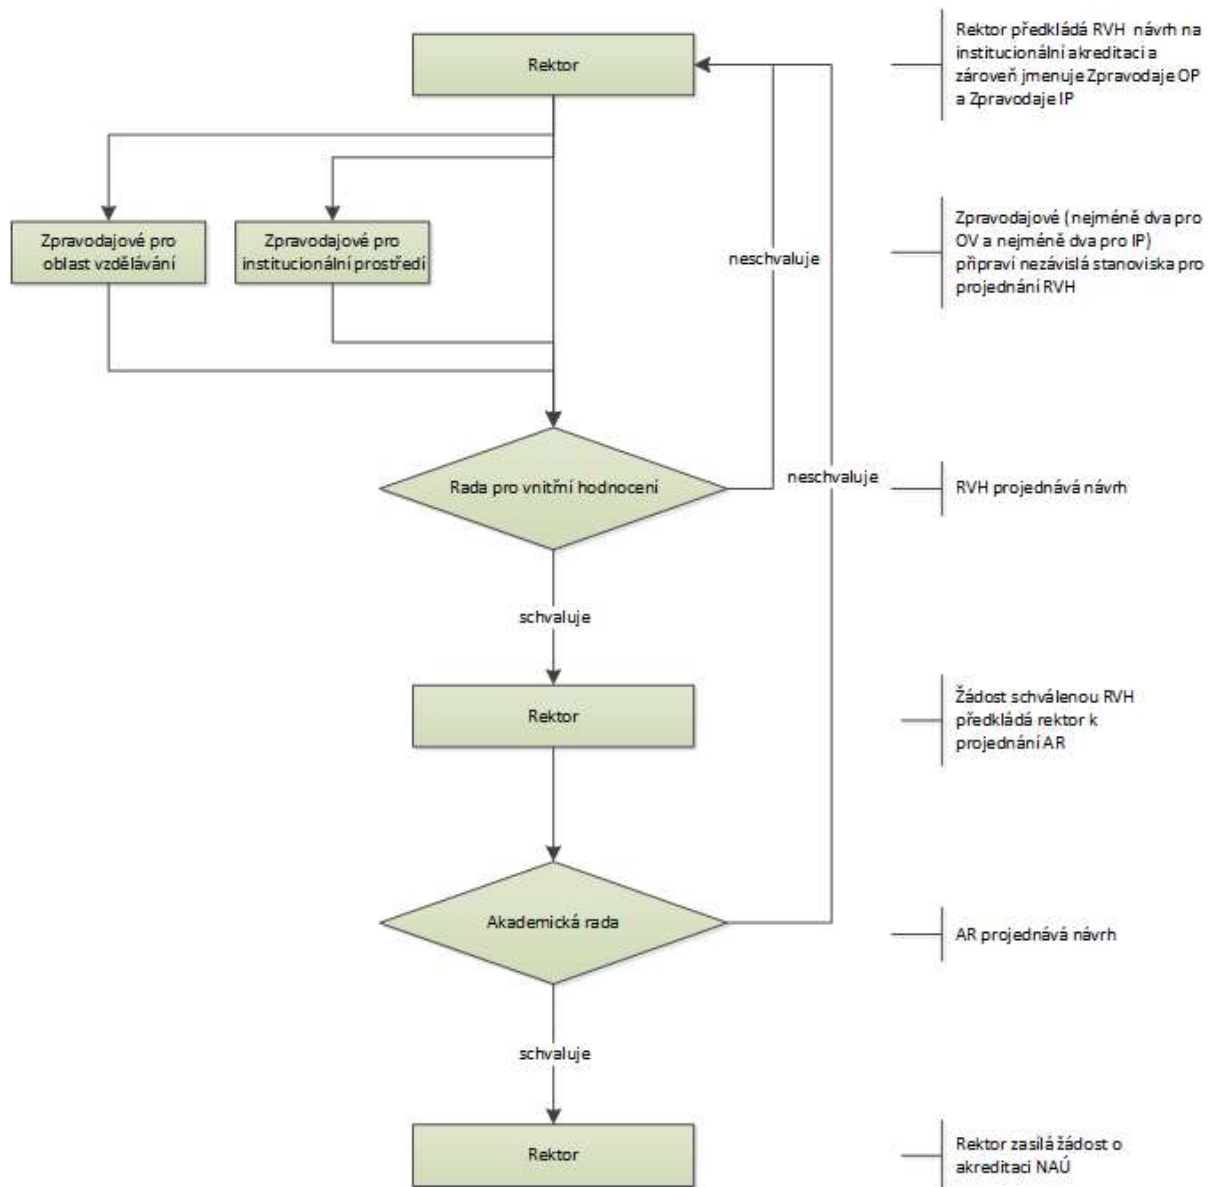 Rektor
Rektor předkládá RVH návrh na
institucionální akreditaci a
zároveň jmenuje Zpravodaje OP
a Zpravodaje IP
Zpravodajové pro
oblast vzdělávání
Zpravodajové pro
institucionální prostředí
neschvaluje
Zpravodajové ( nejméně dva pro
OV a nejméně dva pro IP)
připraví nezávislá stanoviska pro
projednání RVH
Rada pro vnitřní hodnocení
neschvaluje
RVH projednává návrh
schvaluje
Rektor
Žádost schválenou RVH
předkládá rektor k
projednání AR
Akademická rada
AR projednává návrh
schvaluje
Rektor
Rektor zasílá žádost o
akreditaci NAÚ